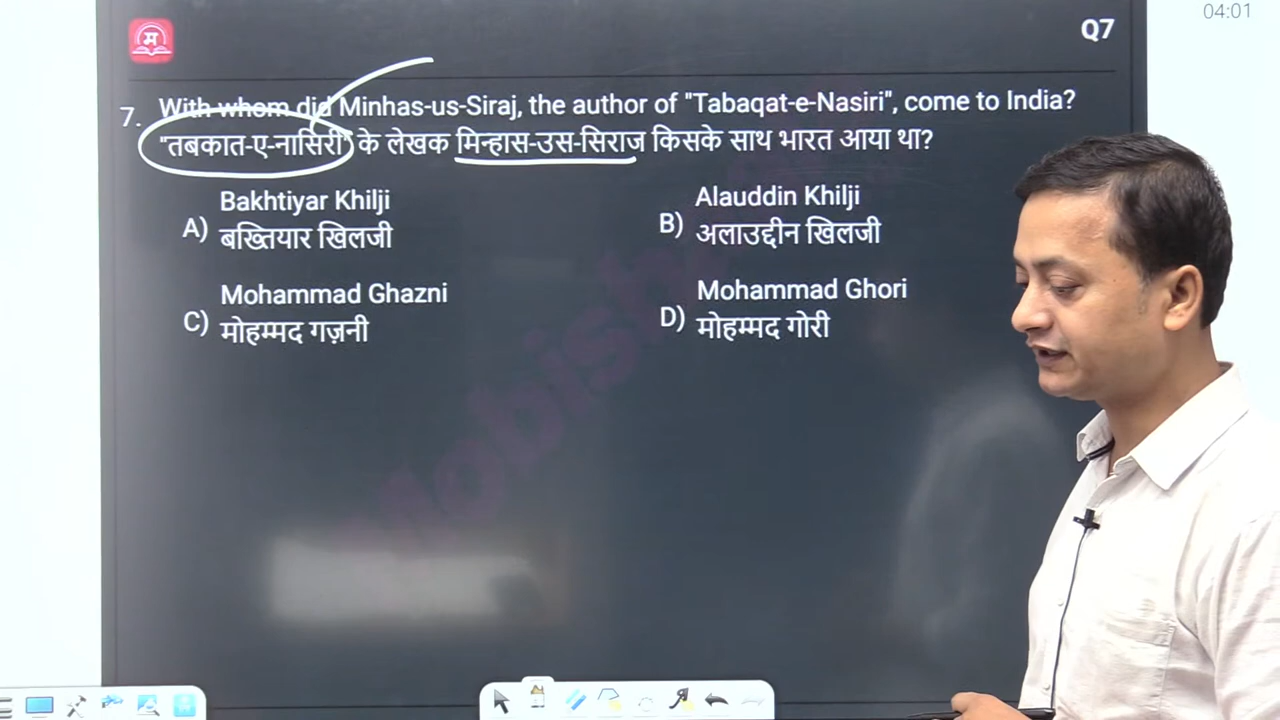 04:01
म
Q7
7. With whom did Minhas-us-Siraj, the author of "Tabaqat-e-Nasiri", come to India?
"तबकात-ए-नासिरी" के लेखक मिन्हास-उस-सिराज किसके साथ भारत आया था?
A) Bakhtiyar Khilji
बख्तियार खिलजी
B) Alauddin Khilji
अलाउद्दीन खिलजी
C) Mohammad Ghazni
मोहम्मद गज़नी
D) Mohammad Ghori
मोहम्मद गोरी